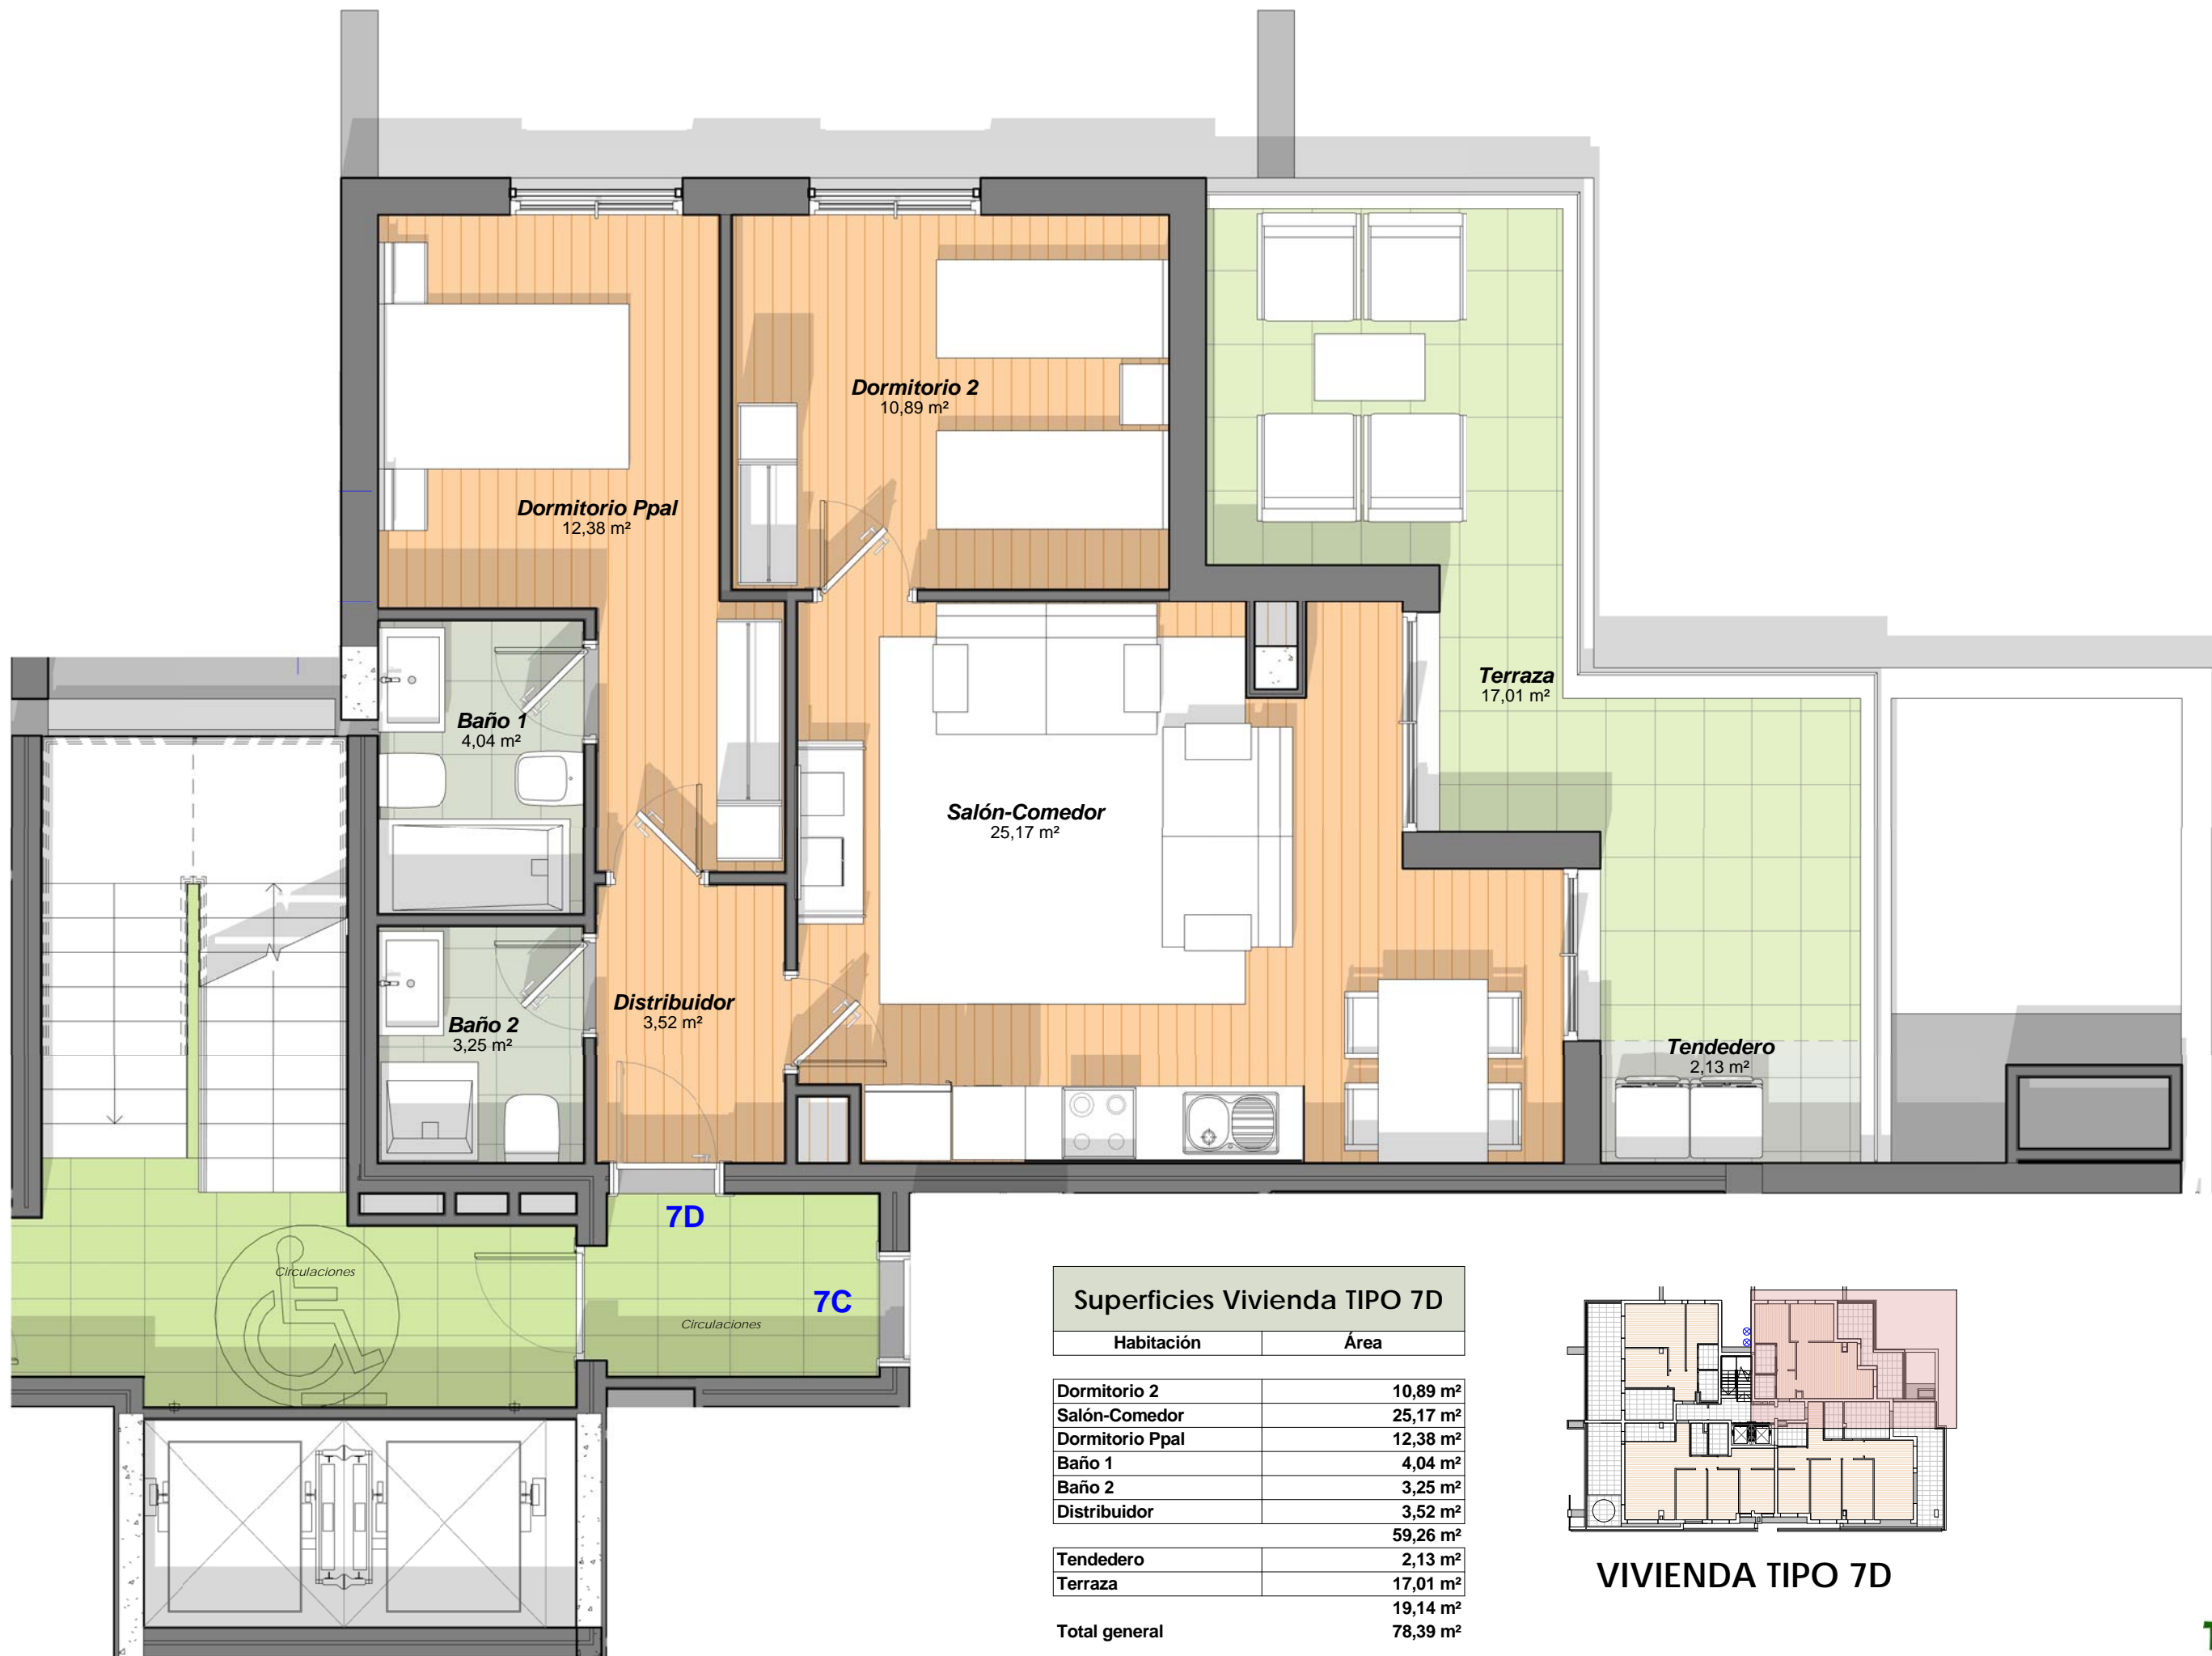 Dormitorio 2
10,89 m²
Dormitorio Ppal
12,38 m²
Terraza
17,01 m²
Baño 1
4,04 m²
Salón-Comedor
25,17 m²
Distribuidor
3,52 m²
Baño 2
3,25 m²
Tendedero
2,13 m²
7D
Circulaciones
7C
Circulaciones
Superficies Vivienda TIPO 7D
Habitación Área
Dormitorio 2 10,89 m²
Salón-Comedor 25,17 m²
Dormitorio Ppal 12,38 m²
Baño 1 4,04 m²
Baño 2 3,25 m²
Distribuidor 3,52 m²
59,26 m²
Tendedero 2,13 m²
Terraza 17,01 m²
19,14 m²
Total general 78,39 m²
VIVIENDA TIPO 7D